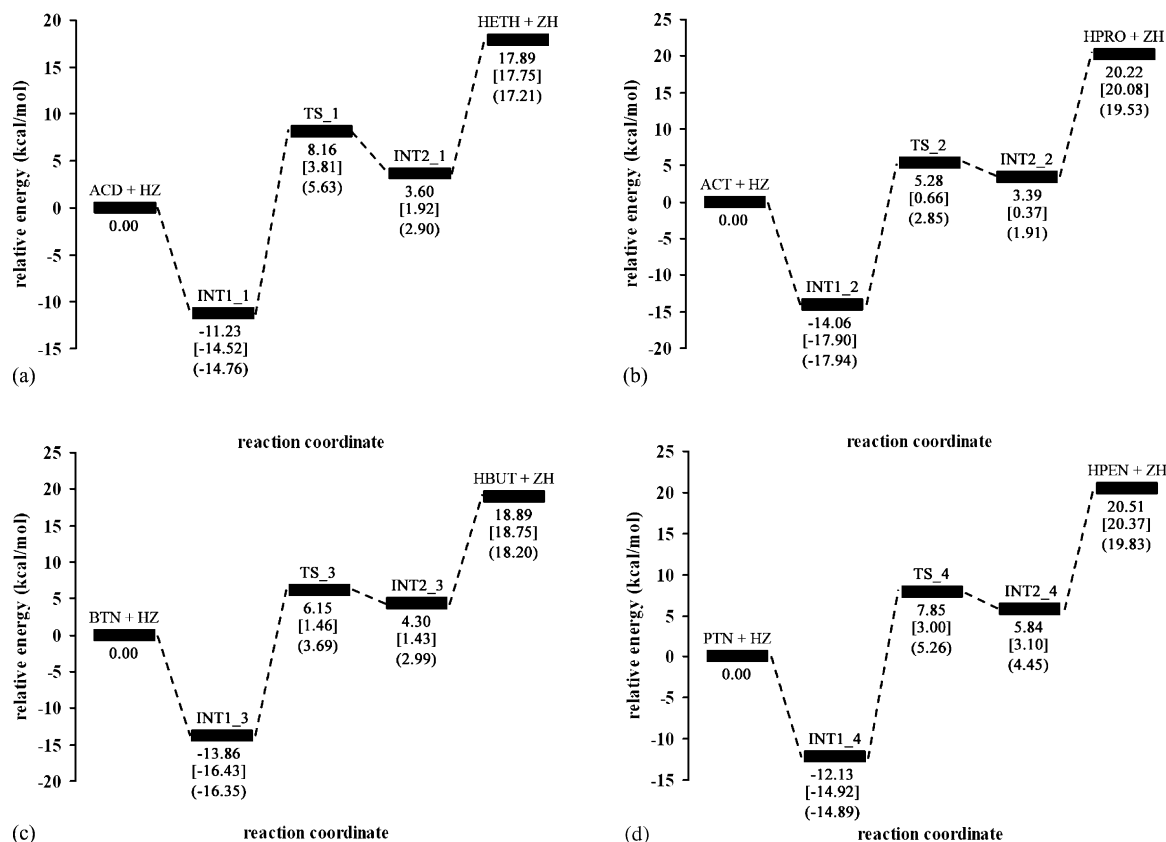 relative energy (kcal/mol)
20
15
10
5
0
-5
-10
-15
ACD + HZ
0.00
INT1_1
-11.23
[-14.52]
(-14.76)
TS_1
8.16
[3.81]
(5.63)
INT2_1
3.60
[1.92]
(2.90)
HETH + ZH
17.89
[17.75]
(17.21)
(a)
reaction coordinate
relative energy (kcal/mol)
25
20
15
10
5
0
-5
-10
-15
-20
ACT + HZ
0.00
INT1_2
-14.06
[-17.90]
(-17.94)
TS_2
5.28
[0.66]
(2.85)
INT2_2
3.39
[0.37]
(1.91)
HPRO + ZH
20.22
[20.08]
(19.53)
(b)
reaction coordinate
relative energy (kcal/mol)
25
20
15
10
5
0
-5
-10
-15
-20
BTN + HZ
0.00
INT1_3
-13.86
[-16.43]
(-16.35)
TS_3
6.15
[1.46]
(3.69)
INT2_3
4.30
[1.43]
(2.99)
HBUT + ZH
18.89
[18.75]
(18.20)
(c)
reaction coordinate
relative energy (kcal/mol)
25
20
15
10
5
0
-5
-10
-15
PTN + HZ
0.00
INT1_4
-12.13
[-14.92]
(-14.89)
TS_4
7.85
[3.00]
(5.26)
INT2_4
5.84
[3.10]
(4.45)
HPEN + ZH
20.51
[20.37]
(19.83)
(d)
reaction coordinate